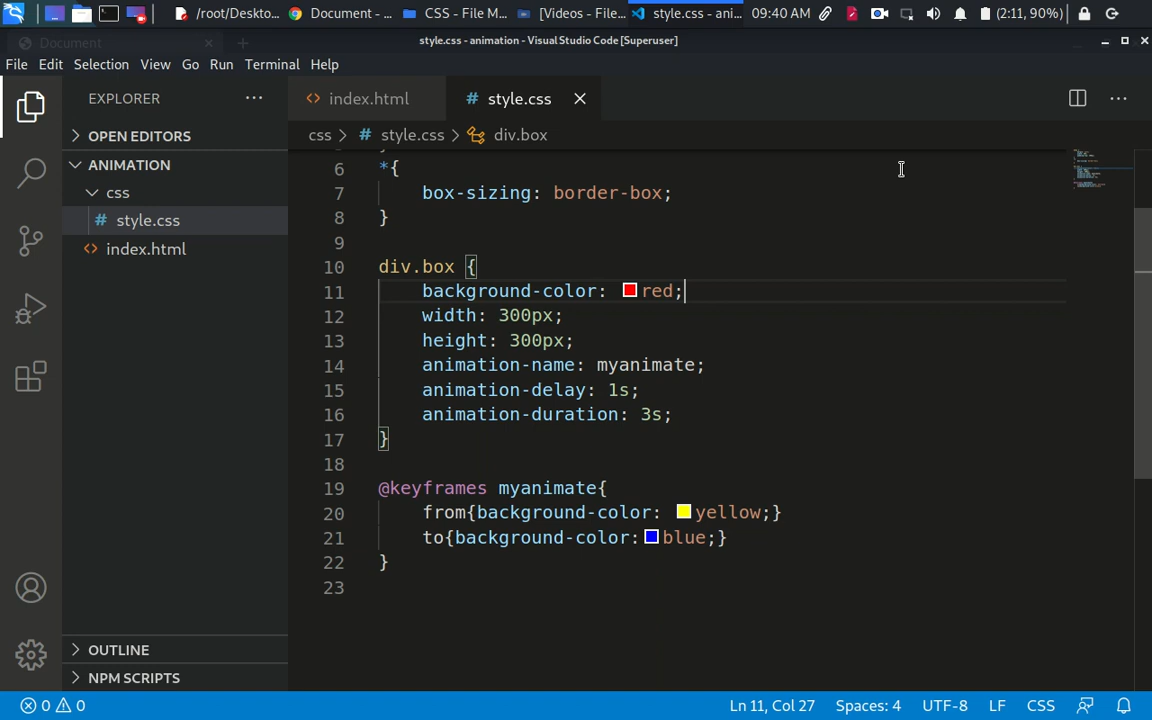 /root/Deskto... Document - ... CSS - File M... [Videos - File... style.css - ani... 09:40 AM (2:11, 90%)
Document
style.css - animation - Visual Studio Code [Superuser]
File Edit Selection View Go Run Terminal Help
EXPLORER
index.html
style.css
OPEN EDITORS
css > # style.css > div.box
ANIMATION
css
# style.css
index.html
6 *{
7 box-sizing: border-box;
8 }
9
10 div.box {
11 background-color: red;
12 width: 300px;
13 height: 300px;
14 animation-name: myanimate;
15 animation-delay: 1s;
16 animation-duration: 3s;
17 }
18
19 @keyframes myanimate{
20 from{background-color: yellow;}
21 to{background-color:blue;}
22 }
23
OUTLINE
NPM SCRIPTS
0 0 Ln 11, Col 27 Spaces: 4 UTF-8 LF CSS